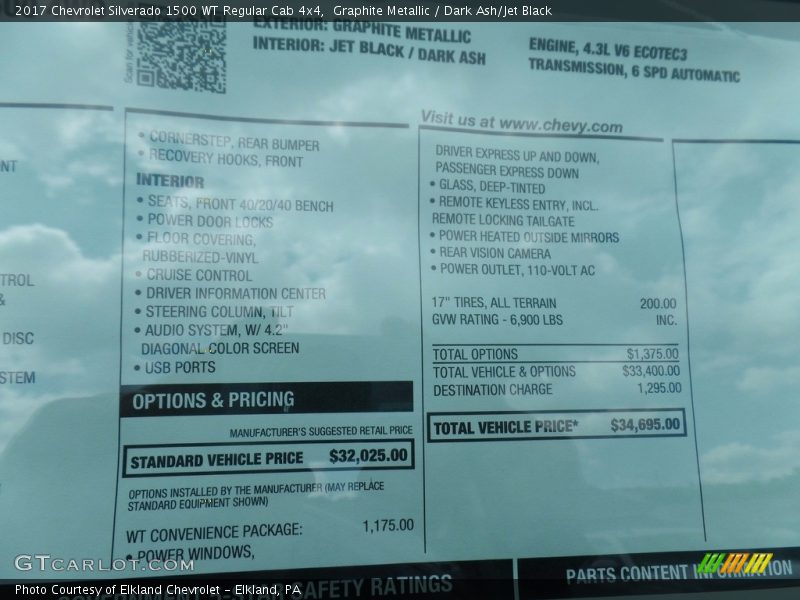 2017 Chevrolet Silverado 1500 WT Regular Cab 4x4, Graphite Metallic / Dark Ash/Jet Black
Scan for vehicle
EXTERIOR: GRAPHITE METALLIC
INTERIOR: JET BLACK / DARK ASH
ENGINE, 4.3L V6 ECOTEC3
TRANSMISSION, 6 SPD AUTOMATIC
Visit us at www.chevy.com
NT
TROL
&
DISC
STEM
• CORNERSTEP, REAR BUMPER
• RECOVERY HOOKS, FRONT
INTERIOR
• SEATS, FRONT 40/20/40 BENCH
• POWER DOOR LOCKS
• FLOOR COVERING,
RUBBERIZED-VINYL
• CRUISE CONTROL
• DRIVER INFORMATION CENTER
• STEERING COLUMN, TILT
• AUDIO SYSTEM, W/ 4.2"
DIAGONAL COLOR SCREEN
• USB PORTS
OPTIONS & PRICING
MANUFACTURER'S SUGGESTED RETAIL PRICE
STANDARD VEHICLE PRICE $32,025.00
OPTIONS INSTALLED BY THE MANUFACTURER (MAY REPLACE
STANDARD EQUIPMENT SHOWN)
WT CONVENIENCE PACKAGE: 1,175.00
• POWER WINDOWS,
DRIVER EXPRESS UP AND DOWN,
PASSENGER EXPRESS DOWN
• GLASS, DEEP-TINTED
• REMOTE KEYLESS ENTRY, INCL.
REMOTE LOCKING TAILGATE
• POWER HEATED OUTSIDE MIRRORS
• REAR VISION CAMERA
• POWER OUTLET, 110-VOLT AC
17" TIRES, ALL TERRAIN 200.00
GVW RATING - 6,900 LBS INC.
TOTAL OPTIONS $1,375.00
TOTAL VEHICLE & OPTIONS $33,400.00
DESTINATION CHARGE 1,295.00
TOTAL VEHICLE PRICE* $34,695.00
GTCARLOT.COM
SAFETY RATINGS
PARTS CONTENT INFORMATION
Photo Courtesy of Elkland Chevrolet – Elkland, PA